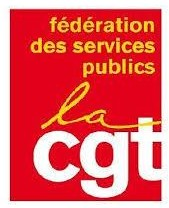 fédération
des services
publics
la
cgt